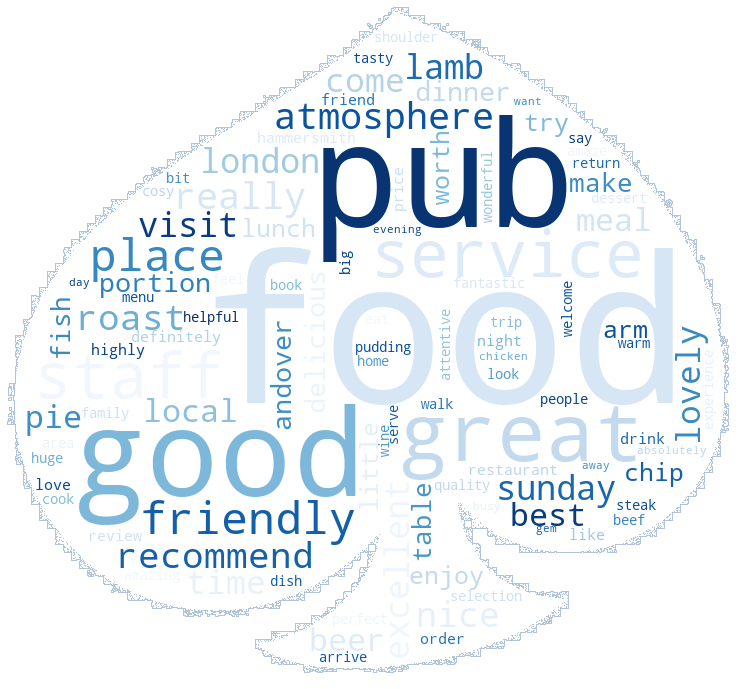 shoulder
tasty
come
lamb
dinner
friend
want
atmosphere
try
hammersmith
say
pub
london
worth
wonderful
return
bit
make
cosy
really
price
dessert
visit
lunch
meal
evening
service
place
big
day
portion
feel
book
fantastic
menu
delicious
food
fish
roast
helpful
andover
eat
trip
welcome
arm
definitely
attentive
night
warm
highly
pudding
home
chicken
lovely
staff
look
experience
pie
family
local
good
walk
people
serve
great
area
wine
drink
absolutely
huge
little
restaurant
away
love
quality
sunday
chip
cook
friendly
table
busy
best
steak
beef
review
excellent
gem
like
recommend
amazing
time
dish
enjoy
selection
perfect
beer
nice
order
arrive